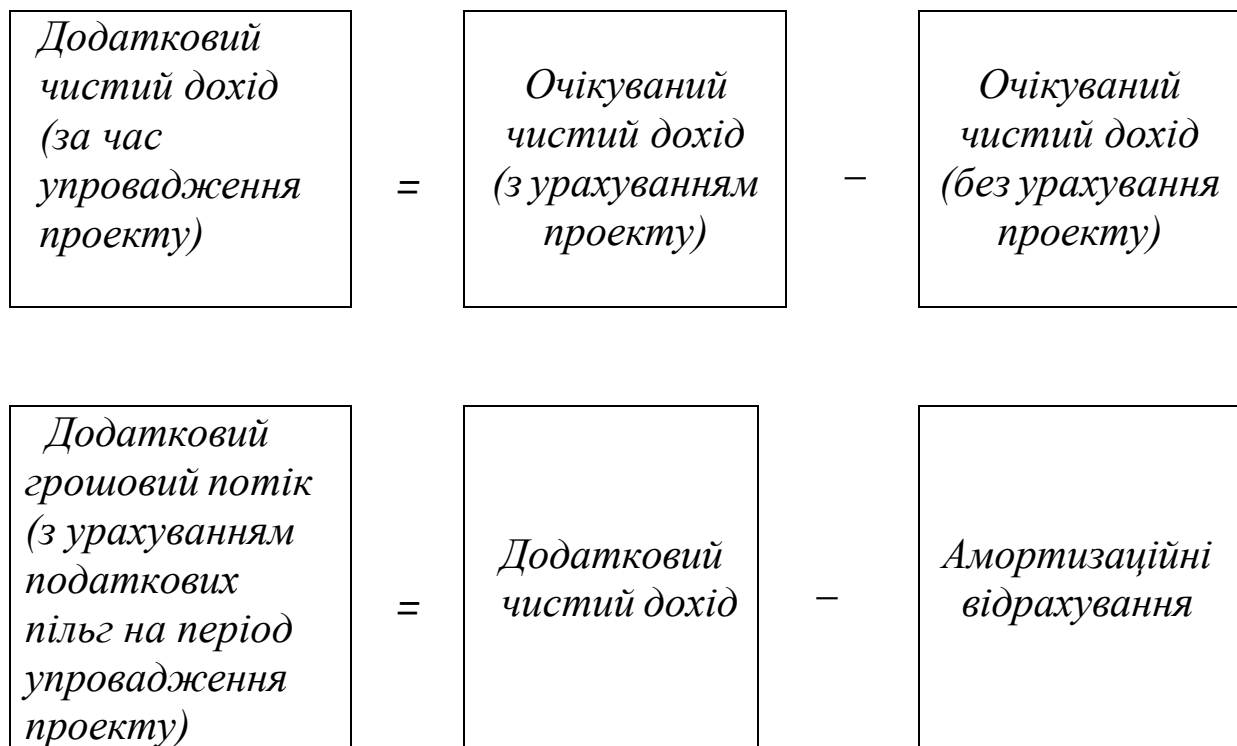 Додатковий
чистий дохід
(за час
упровадження
проекту)
=
Очікуваний
чистий дохід
(з урахуванням
проекту)
–
Очікуваний
чистий дохід
(без урахування
проекту)
Додатковий
грошовий потік
(з урахуванням
податкових
пільг на період
упровадження
проекту)
=
Додатковий
чистий дохід
–
Амортизаційні
відрахування